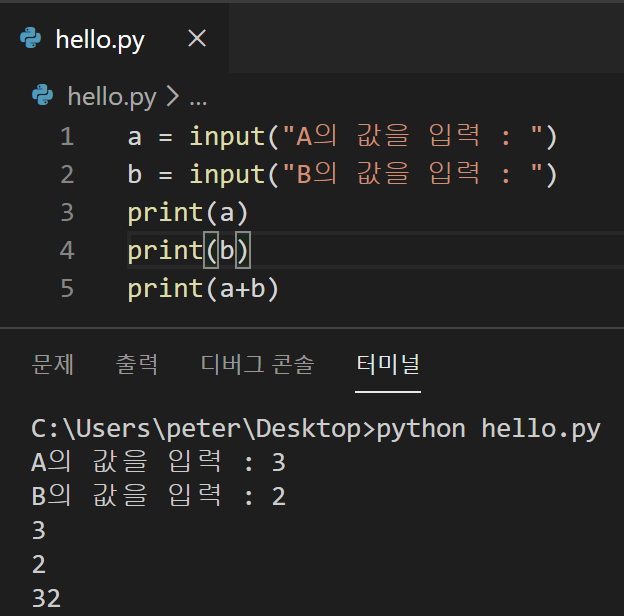 hello.py
hello.py > ...
1 a = input("A의 값을 입력 : ")
2 b = input("B의 값을 입력 : ")
3 print(a)
4 print(b)
5 print(a+b)
문제 출력 디버그 콘솔 터미널
C:\Users\peter\Desktop>python hello.py
A의 값을 입력 : 3
B의 값을 입력 : 2
3
2
32